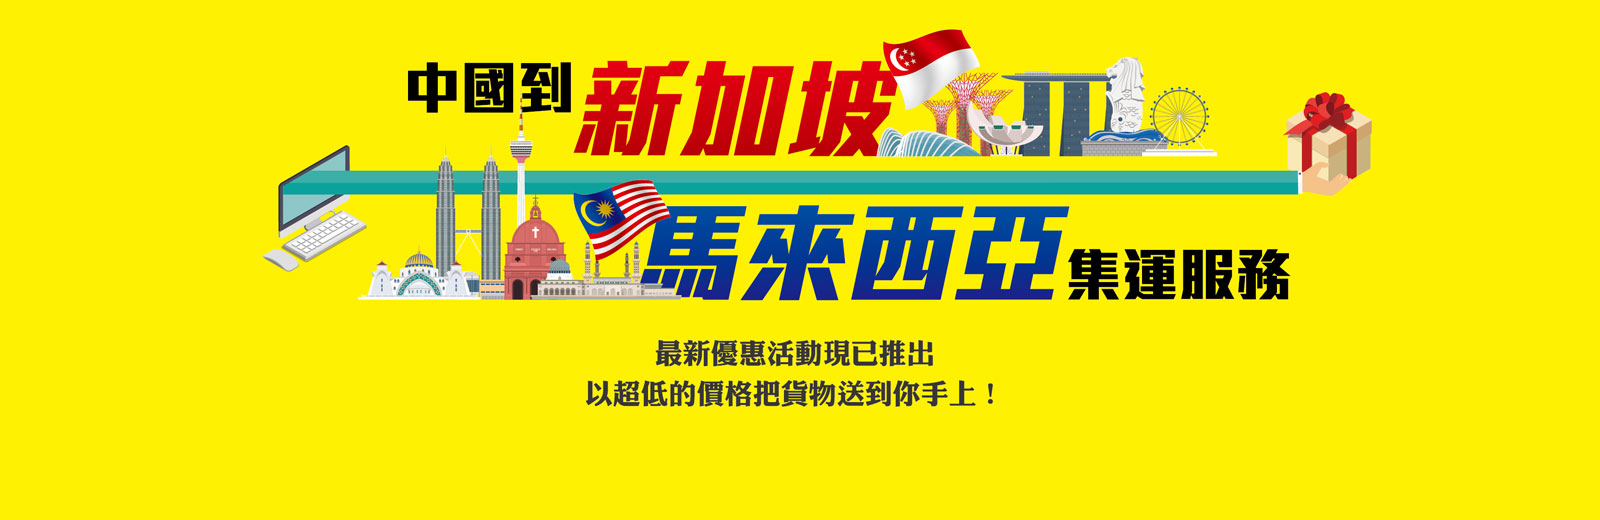 中國到新加坡
馬來西亞集運服務
最新優惠活動現已推出
以超低的價格把貨物送到你手上！